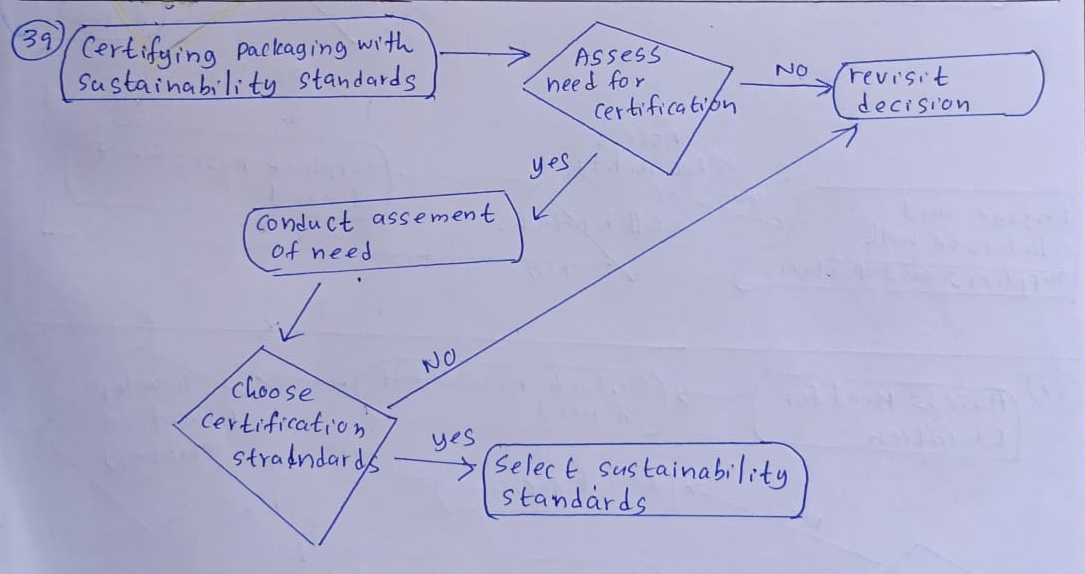 39
Certifying packaging with
sustainability standards
Assess
need for
certification
NO
revisit
decision
yes
conduct assement
of need
NO
choose
certification
stradndards
yes
Select sustainability
standards